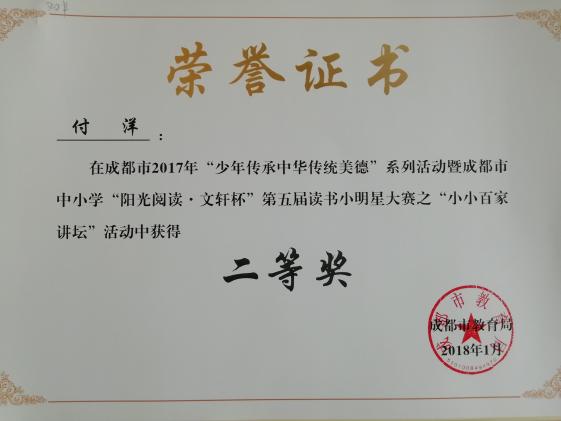 荣誉证书
付 洋：
在成都市2017年“少年传承中华传统美德”系列活动暨成都市
中小学“阳光阅读·文轩杯”第五届读书小明星大赛之“小小百家
讲坛”活动中获得
二等奖
成都市教育局
2018年1月